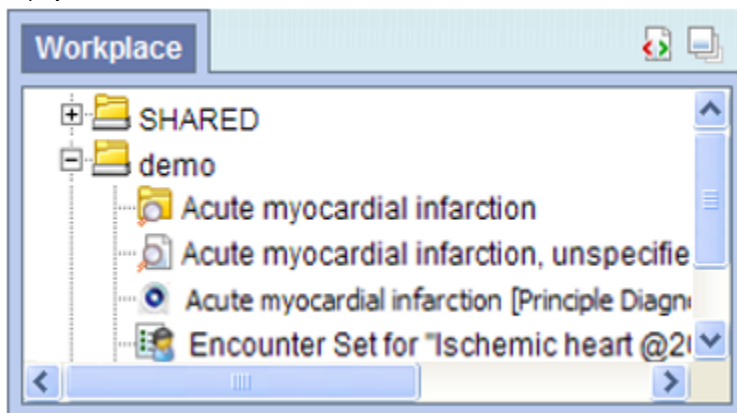 Workplace
SHARED
demo
Acute myocardial infarction
Acute myocardial infarction, unspecifie
Acute myocardial infarction [Principle Diagn
Encounter Set for "Ischemic heart @2